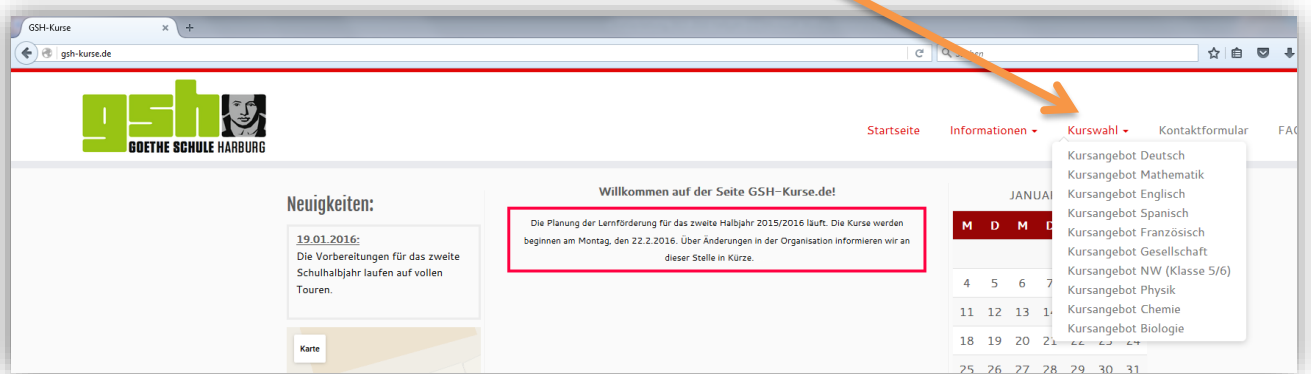 GSH-Kurse
gsh-kurse.de
gsh
GOETHE SCHULE HARBURG
Startseite Informationen Kurswahl Kontaktformular
Kursangebot Deutsch
Kursangebot Mathematik
Kursangebot Englisch
Kursangebot Spanisch
Kursangebot Französisch
Kursangebot Gesellschaft
Kursangebot NW (Klasse 5/6)
Kursangebot Physik
Kursangebot Chemie
Kursangebot Biologie
Neuigkeiten:
19.01.2016:
Die Vorbereitungen für das zweite
Schulhalbjahr laufen auf vollen
Touren.
Karte
Willkommen auf der Seite GSH-Kurse.de!
Die Planung der Lernförderung für das zweite Halbjahr 2015/2016 läuft. Die Kurse werden
beginnen am Montag, den 22.2.2016. Über Änderungen in der Organisation informieren wir an
dieser Stelle in Kürze.
M D M D
4 5 6 7
11 12 13
18 19 20 21 22 23 24
25 26 27 28 29 30 31